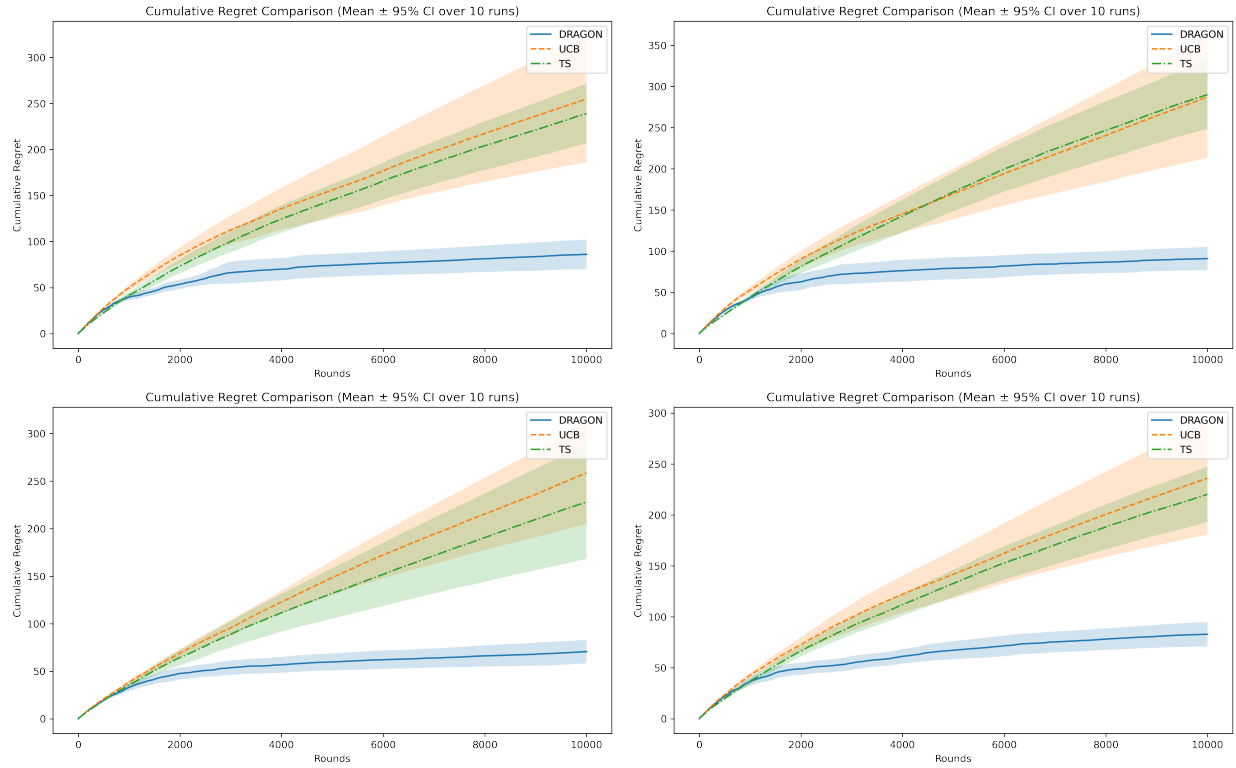 Cumulative Regret Comparison (Mean ± 95% CI over 10 runs)
DRAGON
UCB
TS
Cumulative Regret
300
250
200
150
100
50
0
0 2000 4000 6000 8000 10000
Rounds
Cumulative Regret Comparison (Mean ± 95% CI over 10 runs)
DRAGON
UCB
TS
Cumulative Regret
350
300
250
200
150
100
50
0
0 2000 4000 6000 8000 10000
Rounds
Cumulative Regret Comparison (Mean ± 95% CI over 10 runs)
DRAGON
UCB
TS
Cumulative Regret
300
250
200
150
100
50
0
0 2000 4000 6000 8000 10000
Rounds
Cumulative Regret Comparison (Mean ± 95% CI over 10 runs)
DRAGON
UCB
TS
Cumulative Regret
300
250
200
150
100
50
0
0 2000 4000 6000 8000 10000
Rounds